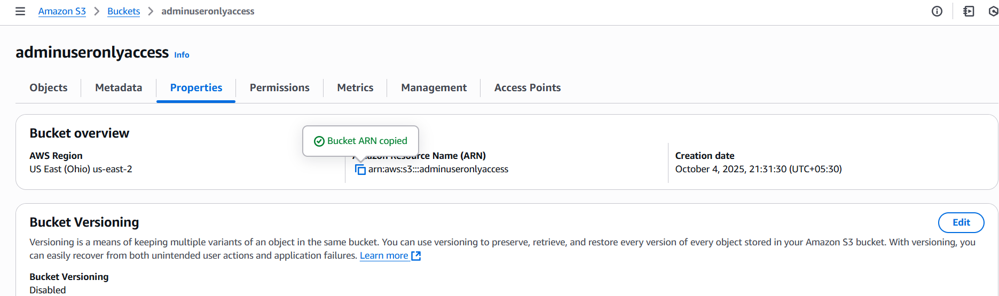 Amazon S3 > Buckets > adminuseronlyaccess
adminuseronlyaccess Info
Objects Metadata Properties Permissions Metrics Management Access Points
Bucket overview
Bucket ARN copied
AWS Region
US East (Ohio) us-east-2
Resource Name (ARN)
arn:aws:s3:::adminuseronlyaccess
Creation date
October 4, 2025, 21:31:30 (UTC+05:30)
Bucket Versioning
Edit
Versioning is a means of keeping multiple variants of an object in the same bucket. You can use versioning to preserve, retrieve, and restore every version of every object stored in your Amazon S3 bucket. With versioning, you
can easily recover from both unintended user actions and application failures. Learn more
Bucket Versioning
Disabled